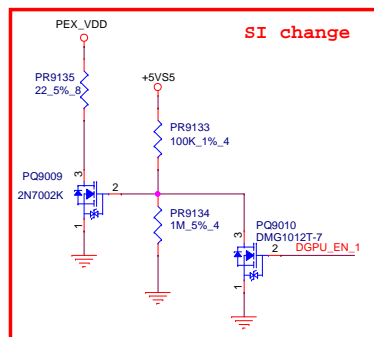 PEX_VDD
SI change
PR9135
22_5%_8
+5VS5
PR9133
100K_1%_4
PQ9009
2N7002K
3
2
1
PR9134
1M_5%_4
PQ9010
DMG1012T-7
3
2
DGPU_EN_1
1